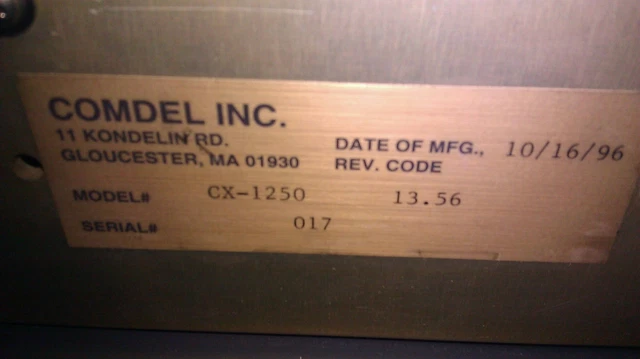 COMDEL INC.
11 KONDELIN RD.
GLOUCESTER, MA 01930
DATE OF MFG., 10/16/96
REV. CODE
MODEL# CX-1250 13.56
SERIAL# 017